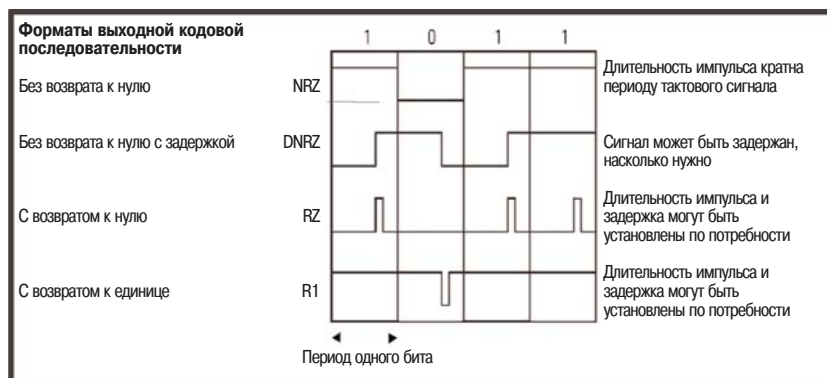 Форматы выходной кодовой
последовательности
1 0 1 1
Без возврата к нулю NRZ
Длительность импульса кратна
периоду тактового сигнала
Без возврата к нулю с задержкой DNRZ
Сигнал может быть задержан,
насколько нужно
С возвратом к нулю RZ
Длительность импульса и
задержка могут быть
установлены по потребности
С возвратом к единице R1
Длительность импульса и
задержка могут быть
установлены по потребности
Период одного бита